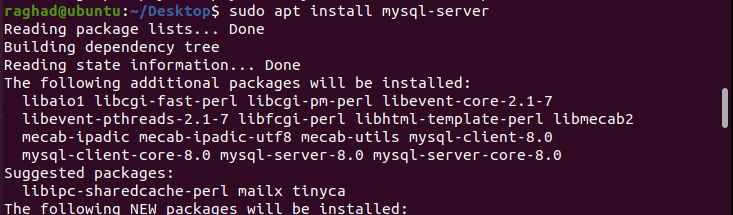 raghad@ubuntu:~/Desktop$ sudo apt install mysql-server
Reading package lists... Done
Building dependency tree
Reading state information... Done
The following additional packages will be installed:
  libaio1 libcgi-fast-perl libcgi-pm-perl libevent-core-2.1-7
  libevent-pthreads-2.1-7 libfcgi-perl libhtml-template-perl libmecab2
  mecab-ipadic mecab-ipadic-utf8 mecab-utils mysql-client-8.0
  mysql-client-core-8.0 mysql-server-8.0 mysql-server-core-8.0
Suggested packages:
  libipc-sharedcache-perl mailx tinyca
The following NEW packages will be installed: